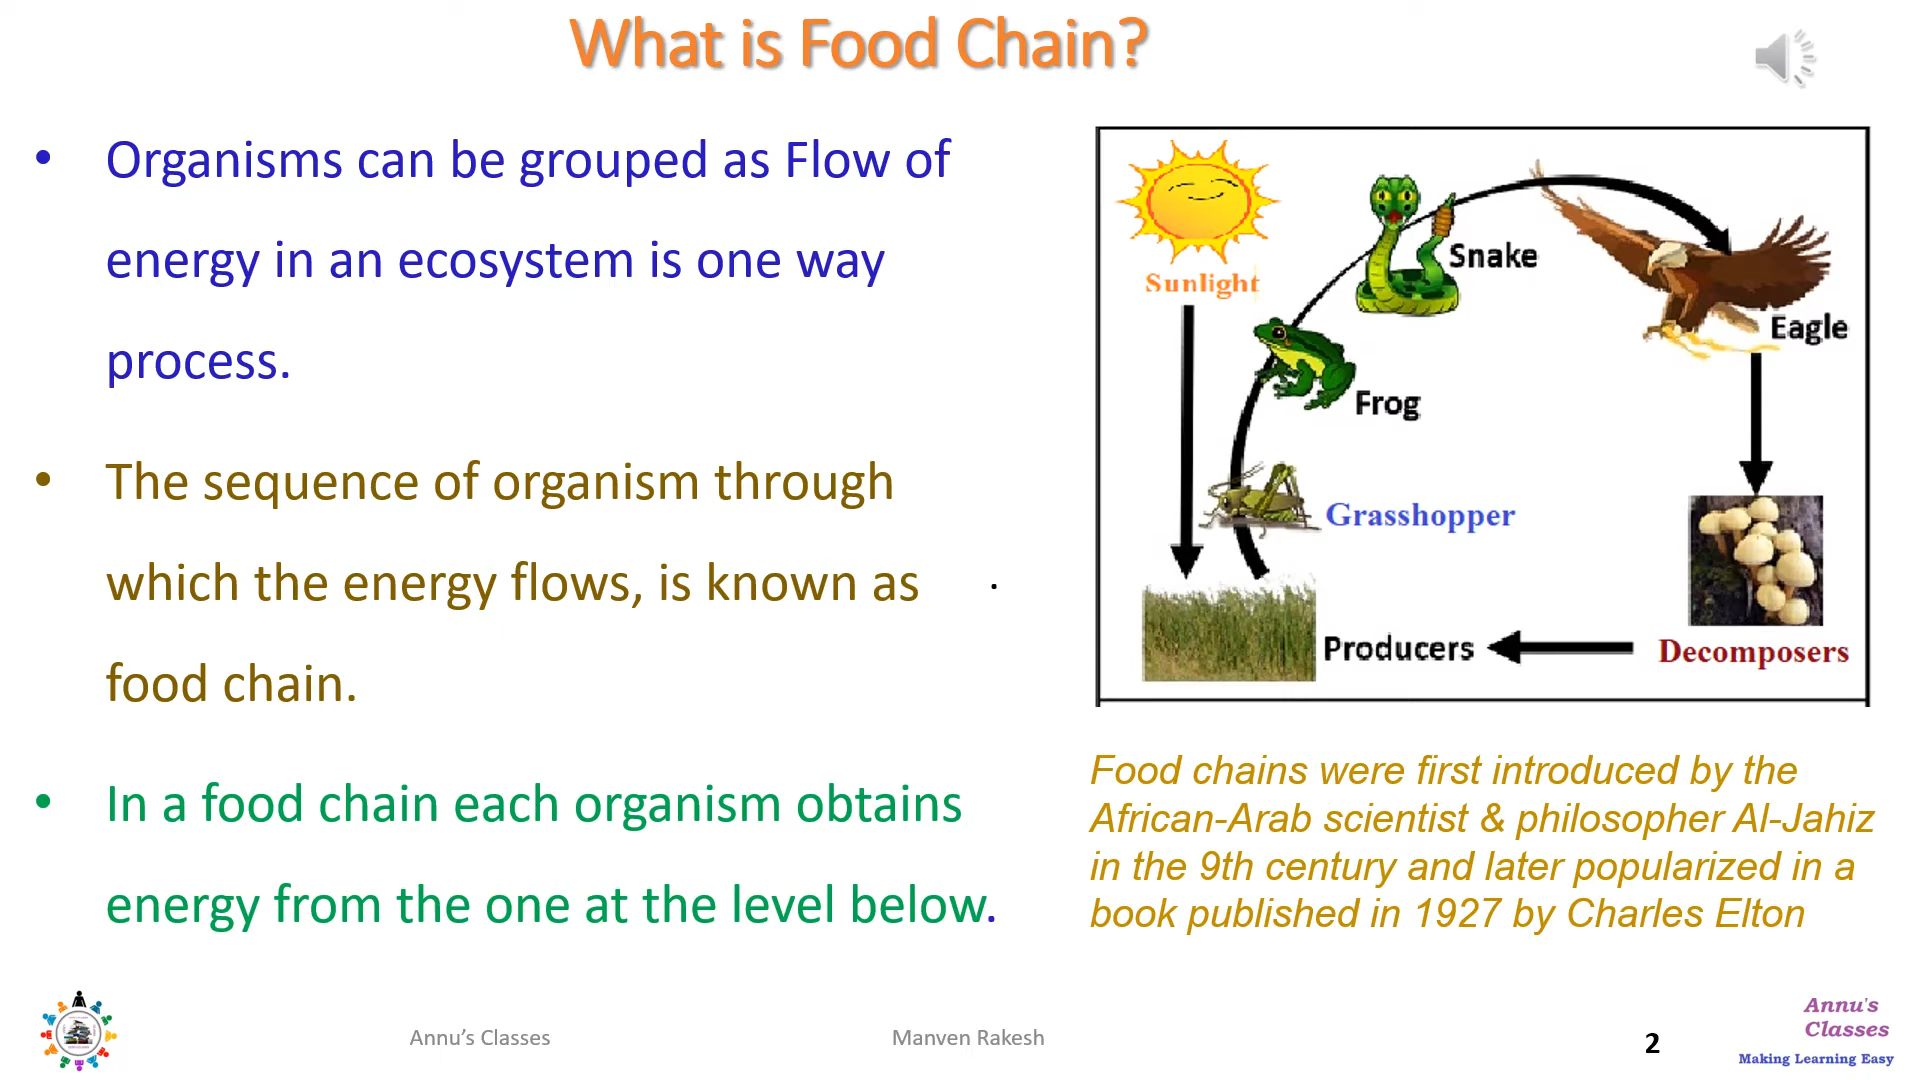 What is Food Chain?
• Organisms can be grouped as Flow of
energy in an ecosystem is one way
process.
• The sequence of organism through
which the energy flows, is known as
food chain.
• In a food chain each organism obtains
energy from the one at the level below.
Sunlight
Snake
Eagle
Frog
Grasshopper
Producers
Decomposers
Food chains were first introduced by the
African-Arab scientist & philosopher Al-Jahiz
in the 9th century and later popularized in a
book published in 1927 by Charles Elton
Annu’s Classes
Manven Rakesh
2
Annu's
Classes
Making Learning Easy